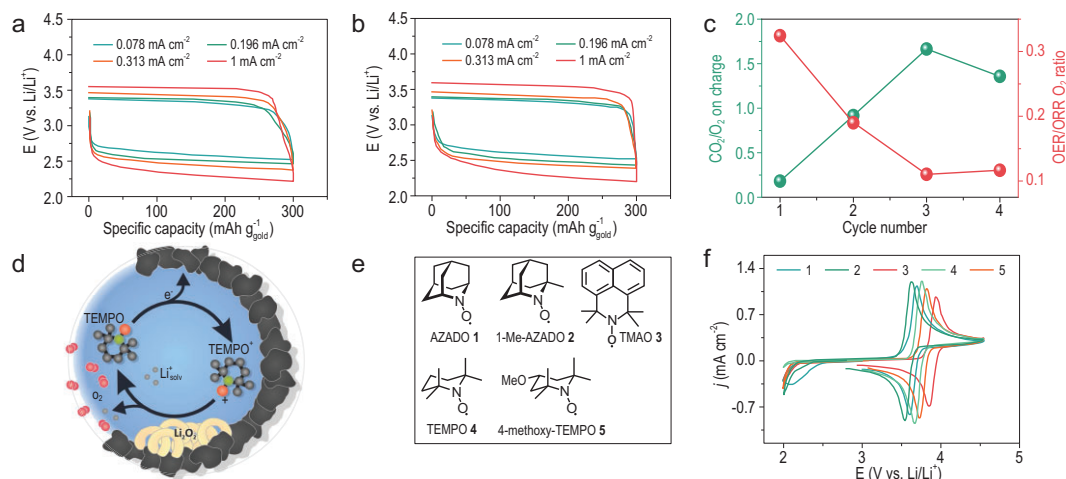 a
4.5
4.0
3.5
3.0
2.5
2.0
E (V vs. Li/Li⁺)
0.078 mA cm⁻²
0.196 mA cm⁻²
0.313 mA cm⁻²
1 mA cm⁻²
0
100
200
300
Specific capacity (mAh g⁻¹gold)
b
4.5
4.0
3.5
3.0
2.5
2.0
E (V vs. Li/Li⁺)
0.078 mA cm⁻²
0.196 mA cm⁻²
0.313 mA cm⁻²
1 mA cm⁻²
0
100
200
300
Specific capacity (mAh g⁻¹gold)
c
2.0
1.5
1.0
0.5
0.0
CO₂/O₂ on charge
0.3
0.2
0.1
OER/ORR O₂ ratio
1
2
3
4
Cycle number
d
e⁻
TEMPO
TEMPO⁺
Li⁺solv
+
O₂
Li₂O₂
e
AZADO 1
1-Me-AZADO 2
TMAO 3
N
O•
N
O•
N
O•
MeO
N
O•
N
O•
TEMPO 4
4-methoxy-TEMPO 5
f
1
2
3
4
5
1.4
0.7
0.00
-0.7
j (mA cm⁻²)
2
3
4
5
E (V vs. Li/Li⁺)